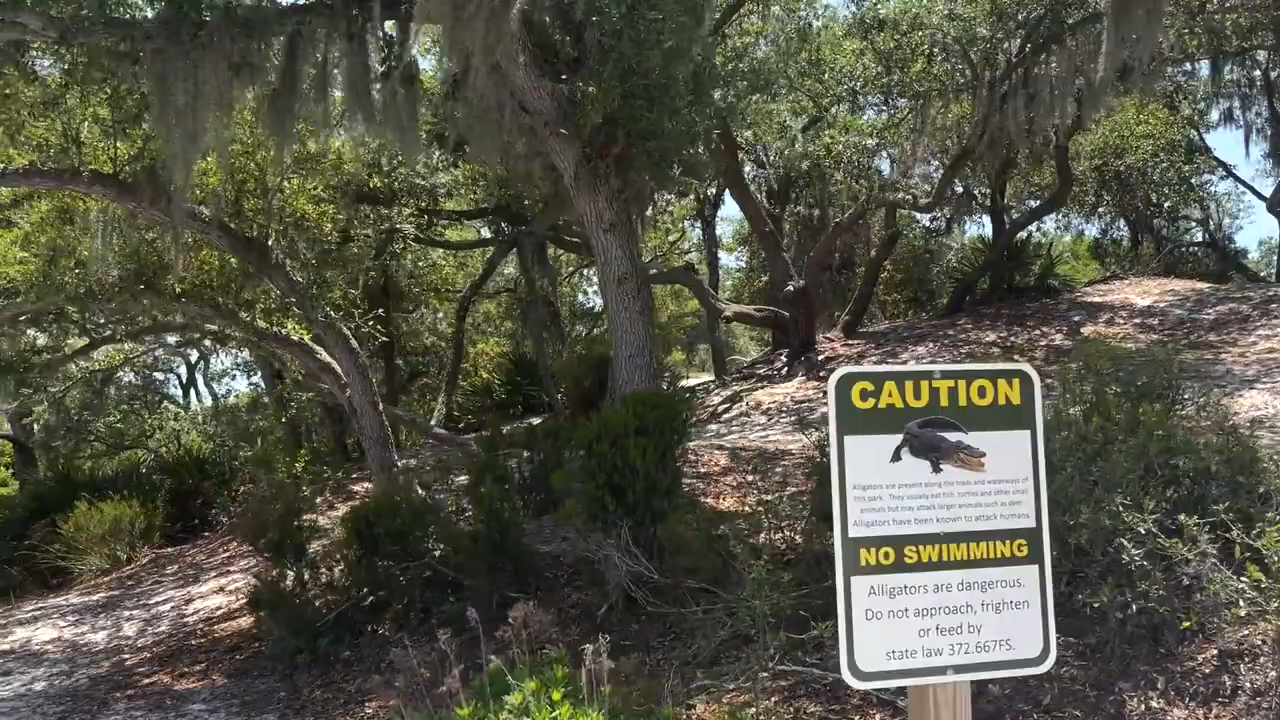 CAUTION
Alligators are present along the trails and waterways of
this park. They usually eat fish, turtles and other small
animals but may attack larger animals such as deer.
Alligators have been known to attack humans
NO SWIMMING
Alligators are dangerous.
Do not approach, frighten
or feed by
state law 372.667FS.